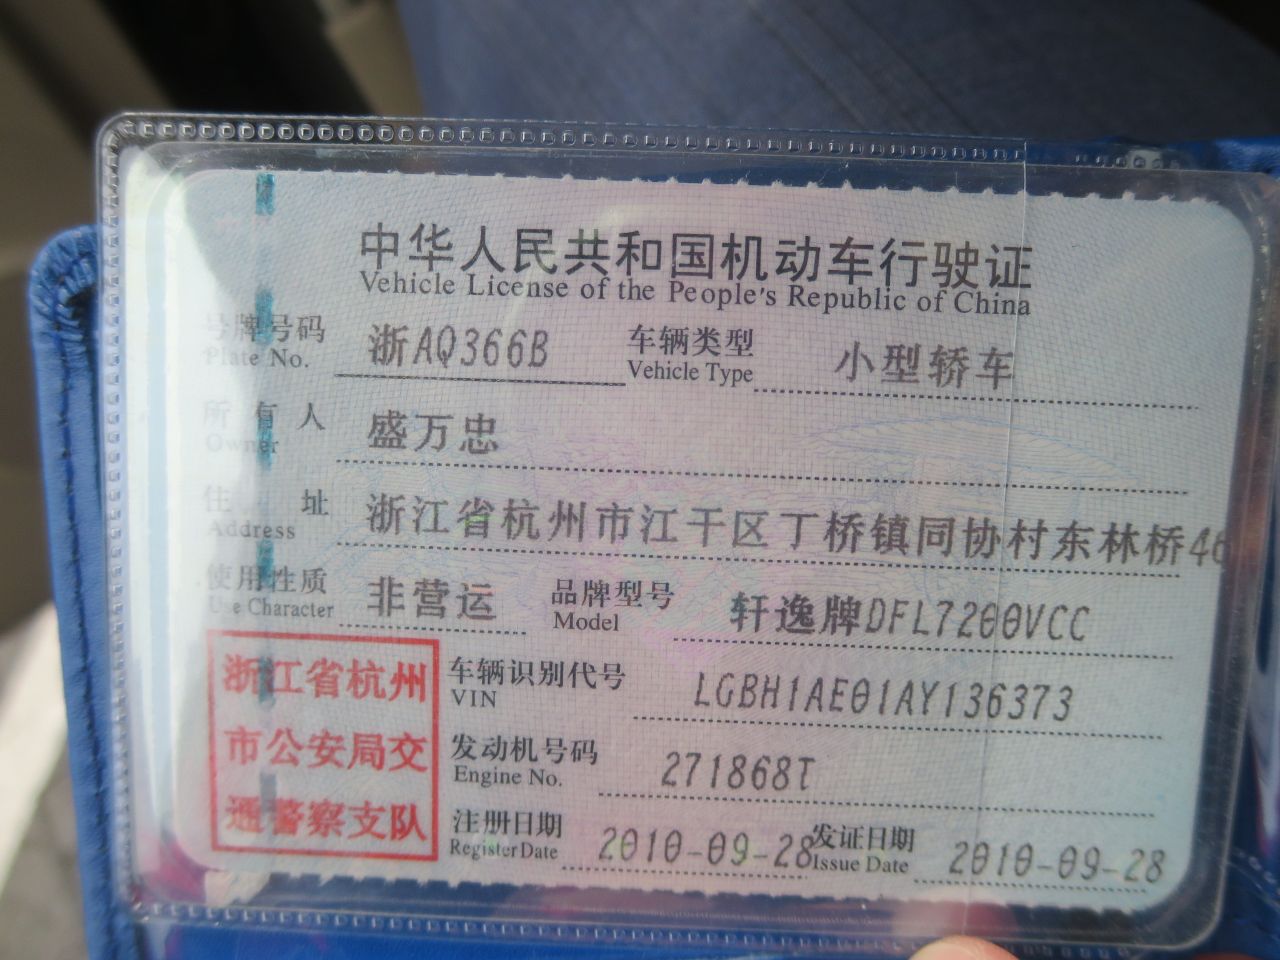 中华人民共和国机动车行驶证
Vehicle License of the People's Republic of China
号牌号码 浙AQ366B 车辆类型 小型轿车
Plate No. Vehicle Type
所有人 盛万忠
Owner
住址 浙江省杭州市江干区丁桥镇同协村东林桥46
Address
使用性质 非营运 品牌型号 轩逸牌DFL7200VCC
Use Character Model
浙江省杭州
市公安局交
通警察支队
车辆识别代号 LGBH1AE01AY136373
VIN
发动机号码 271868T
Engine No.
注册日期 2010-09-28 发证日期 2010-09-28
Register Date Issue Date